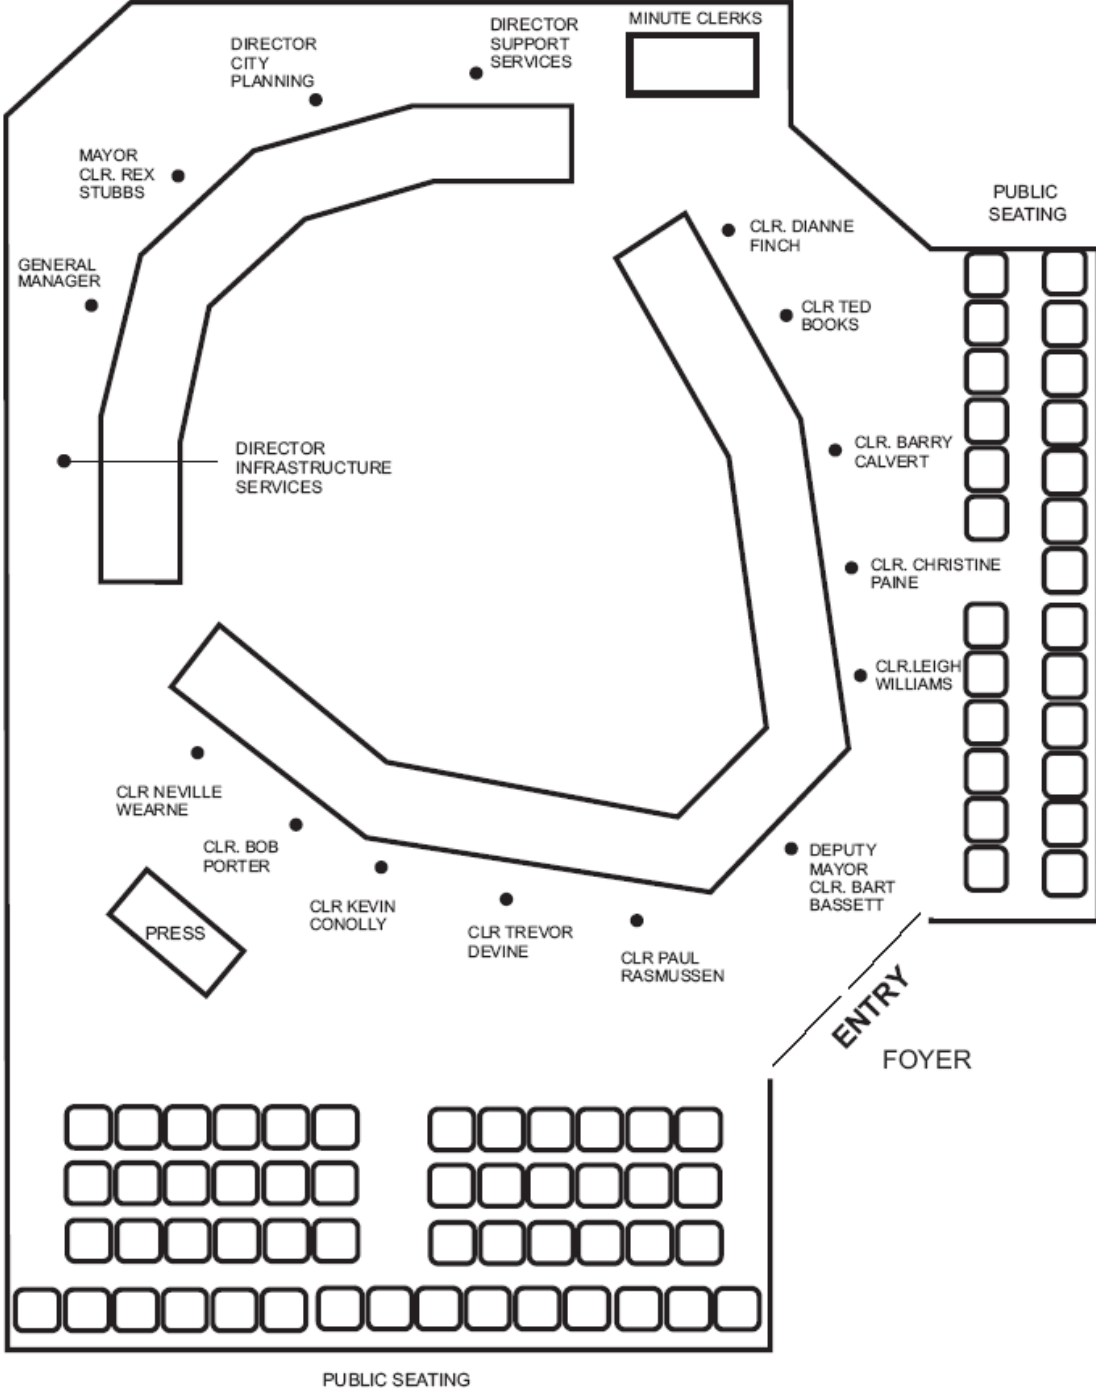 MINUTE CLERKS
DIRECTOR
SUPPORT
SERVICES
DIRECTOR
CITY
PLANNING
MAYOR
CLR. REX
STUBBS
PUBLIC
SEATING
CLR. DIANNE
FINCH
GENERAL
MANAGER
CLR TED
BOOKS
DIRECTOR
INFRASTRUCTURE
SERVICES
CLR. BARRY
CALVERT
CLR. CHRISTINE
PAINE
CLR.LEIGH
WILLIAMS
CLR NEVILLE
WEARNE
CLR. BOB
PORTER
DEPUTY
MAYOR
CLR. BART
BASSETT
CLR KEVIN
CONOLLY
PRESS
CLR TREVOR
DEVINE
CLR PAUL
RASMUSSEN
ENTRY
FOYER
PUBLIC SEATING